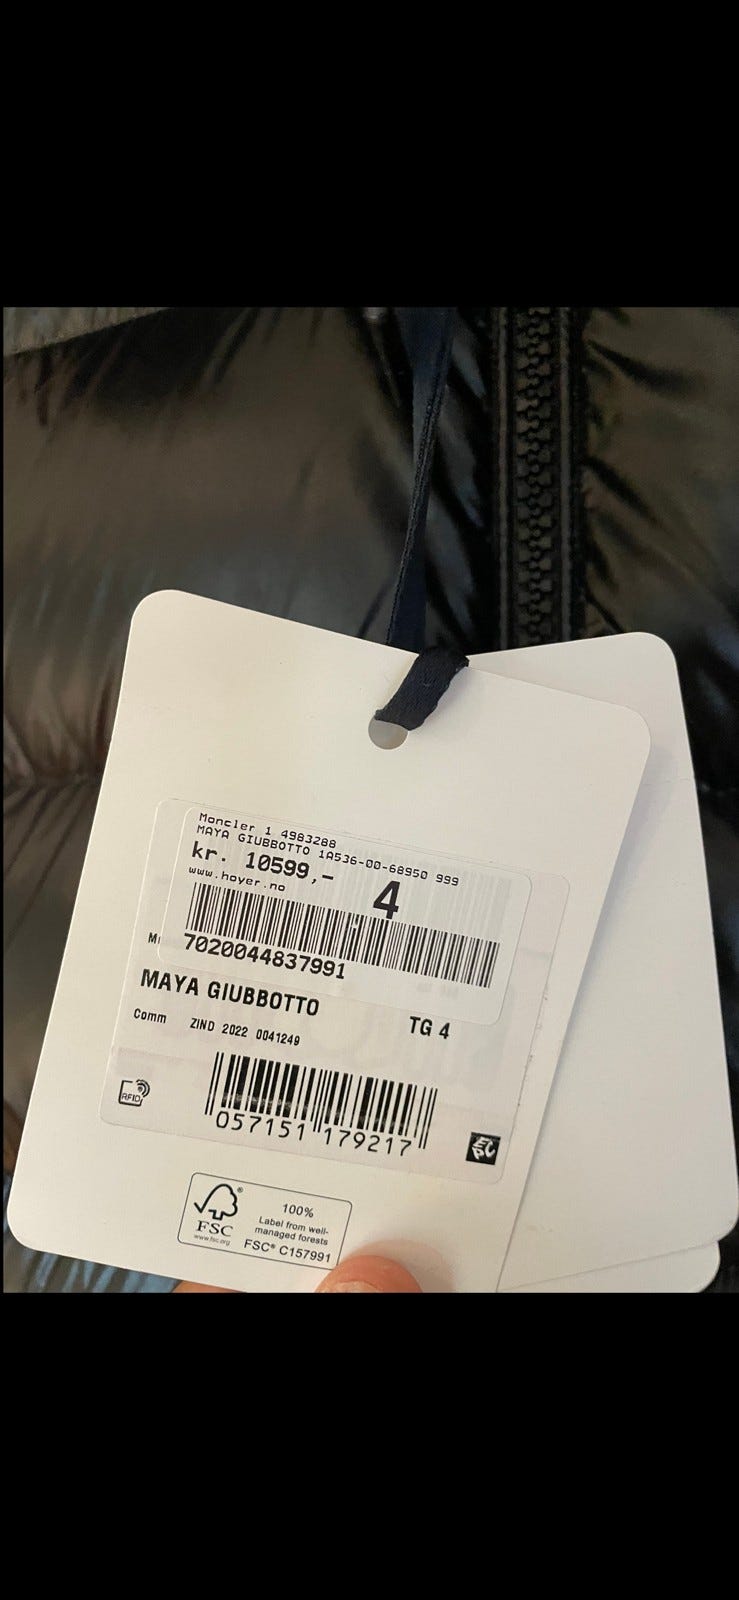 Moncler 1 4983288
MAYA GIUBBOTTO 1A536-00-68950 999
kr. 10599,-
4
www.hoyer.no
7020044837991
MAYA GIUBBOTTO
TG 4
Comm ZIND 2022 0041249
RFID
057151 179217
FSC®
www.fsc.org
100%
Label from well-
managed forests
FSC® C157991